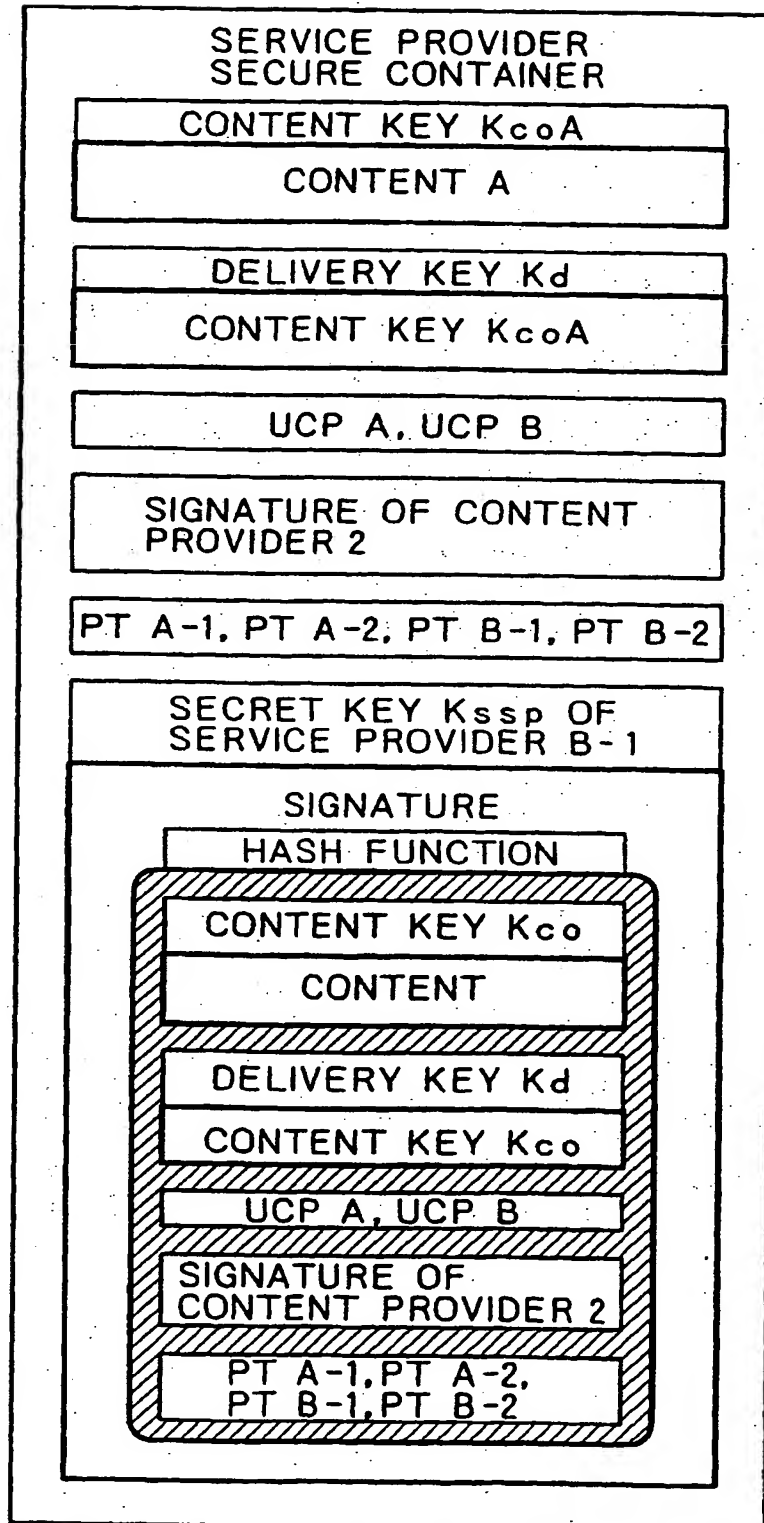 SERVICE PROVIDER
SECURE CONTAINER
CONTENT KEY KcoA
CONTENT A
DELIVERY KEY Kd
CONTENT KEY KcoA
UCP A, UCP B
SIGNATURE OF CONTENT
PROVIDER 2
PT A-1, PT A-2, PT B-1, PT B-2
SECRET KEY Kssp OF
SERVICE PROVIDER B-1
SIGNATURE
HASH FUNCTION
CONTENT KEY Kco
CONTENT
DELIVERY KEY Kd
CONTENT KEY Kco
UCP A, UCP B
SIGNATURE OF
CONTENT PROVIDER 2
PT A-1, PT A-2,
PT B-1, PT B-2